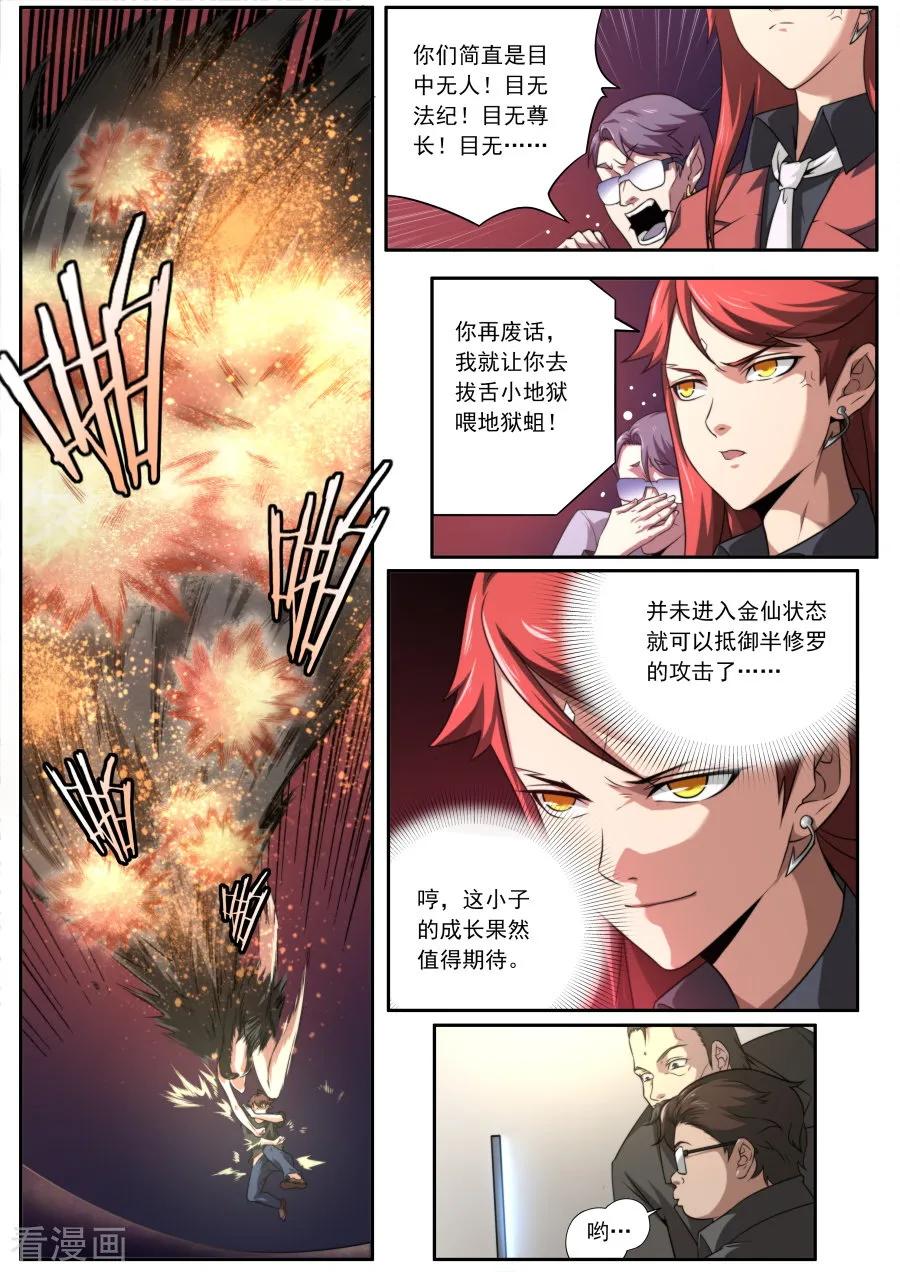 你们简直是目
中无人！目无
法纪！目无尊
长！目无……
你再废话，
我就让你去
拔舌小地狱
喂地狱蛆！
并未进入金仙状态
就可以抵御半修罗
的攻击了……
哼，这小子
的成长果然
值得期待。
哟…
看漫画